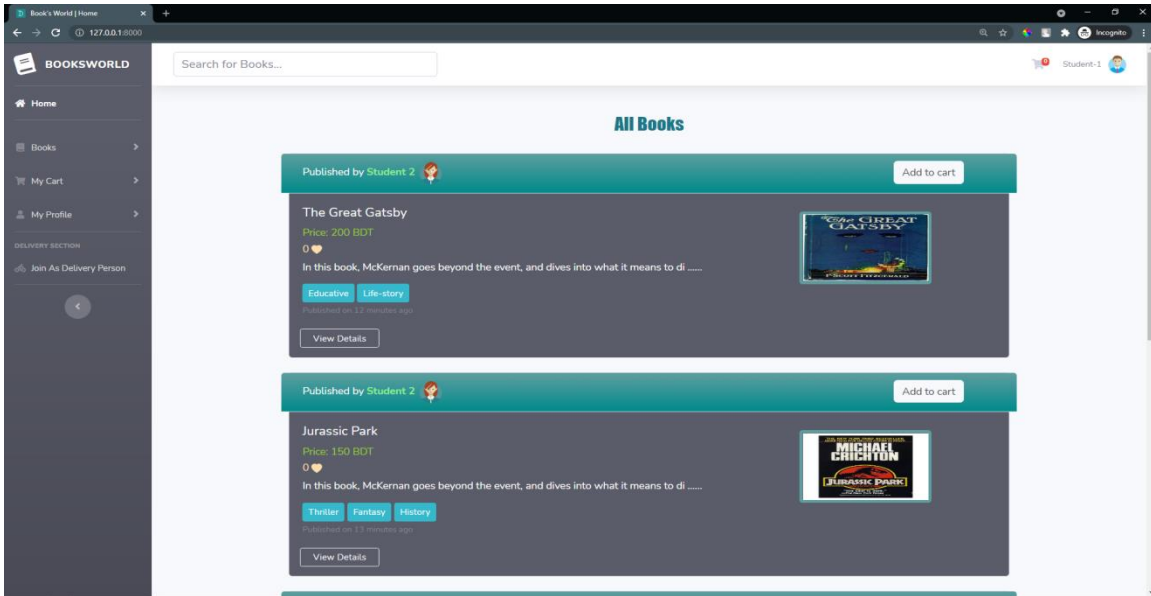 Book's World | Home
127.0.0.1:8000
Incognito
BOOKSWORLD
Search for Books...
0
Student-1
Home
Books
My Cart
My Profile
DELIVERY SECTION
Join As Delivery Person
All Books
Published by Student 2
Add to cart
The Great Gatsby
Price: 200 BDT
0
In this book, McKernan goes beyond the event, and dives into what it means to di ......
Educative Life-story
Published on 12 minutes ago
View Details
The GREAT
GATSBY
F·SCOTT FITZGERALD
Published by Student 2
Add to cart
Jurassic Park
Price: 150 BDT
0
In this book, McKernan goes beyond the event, and dives into what it means to di ......
Thriller Fantasy History
Published on 13 minutes ago
View Details
MICHAEL
CRICHTON
JURASSIC PARK